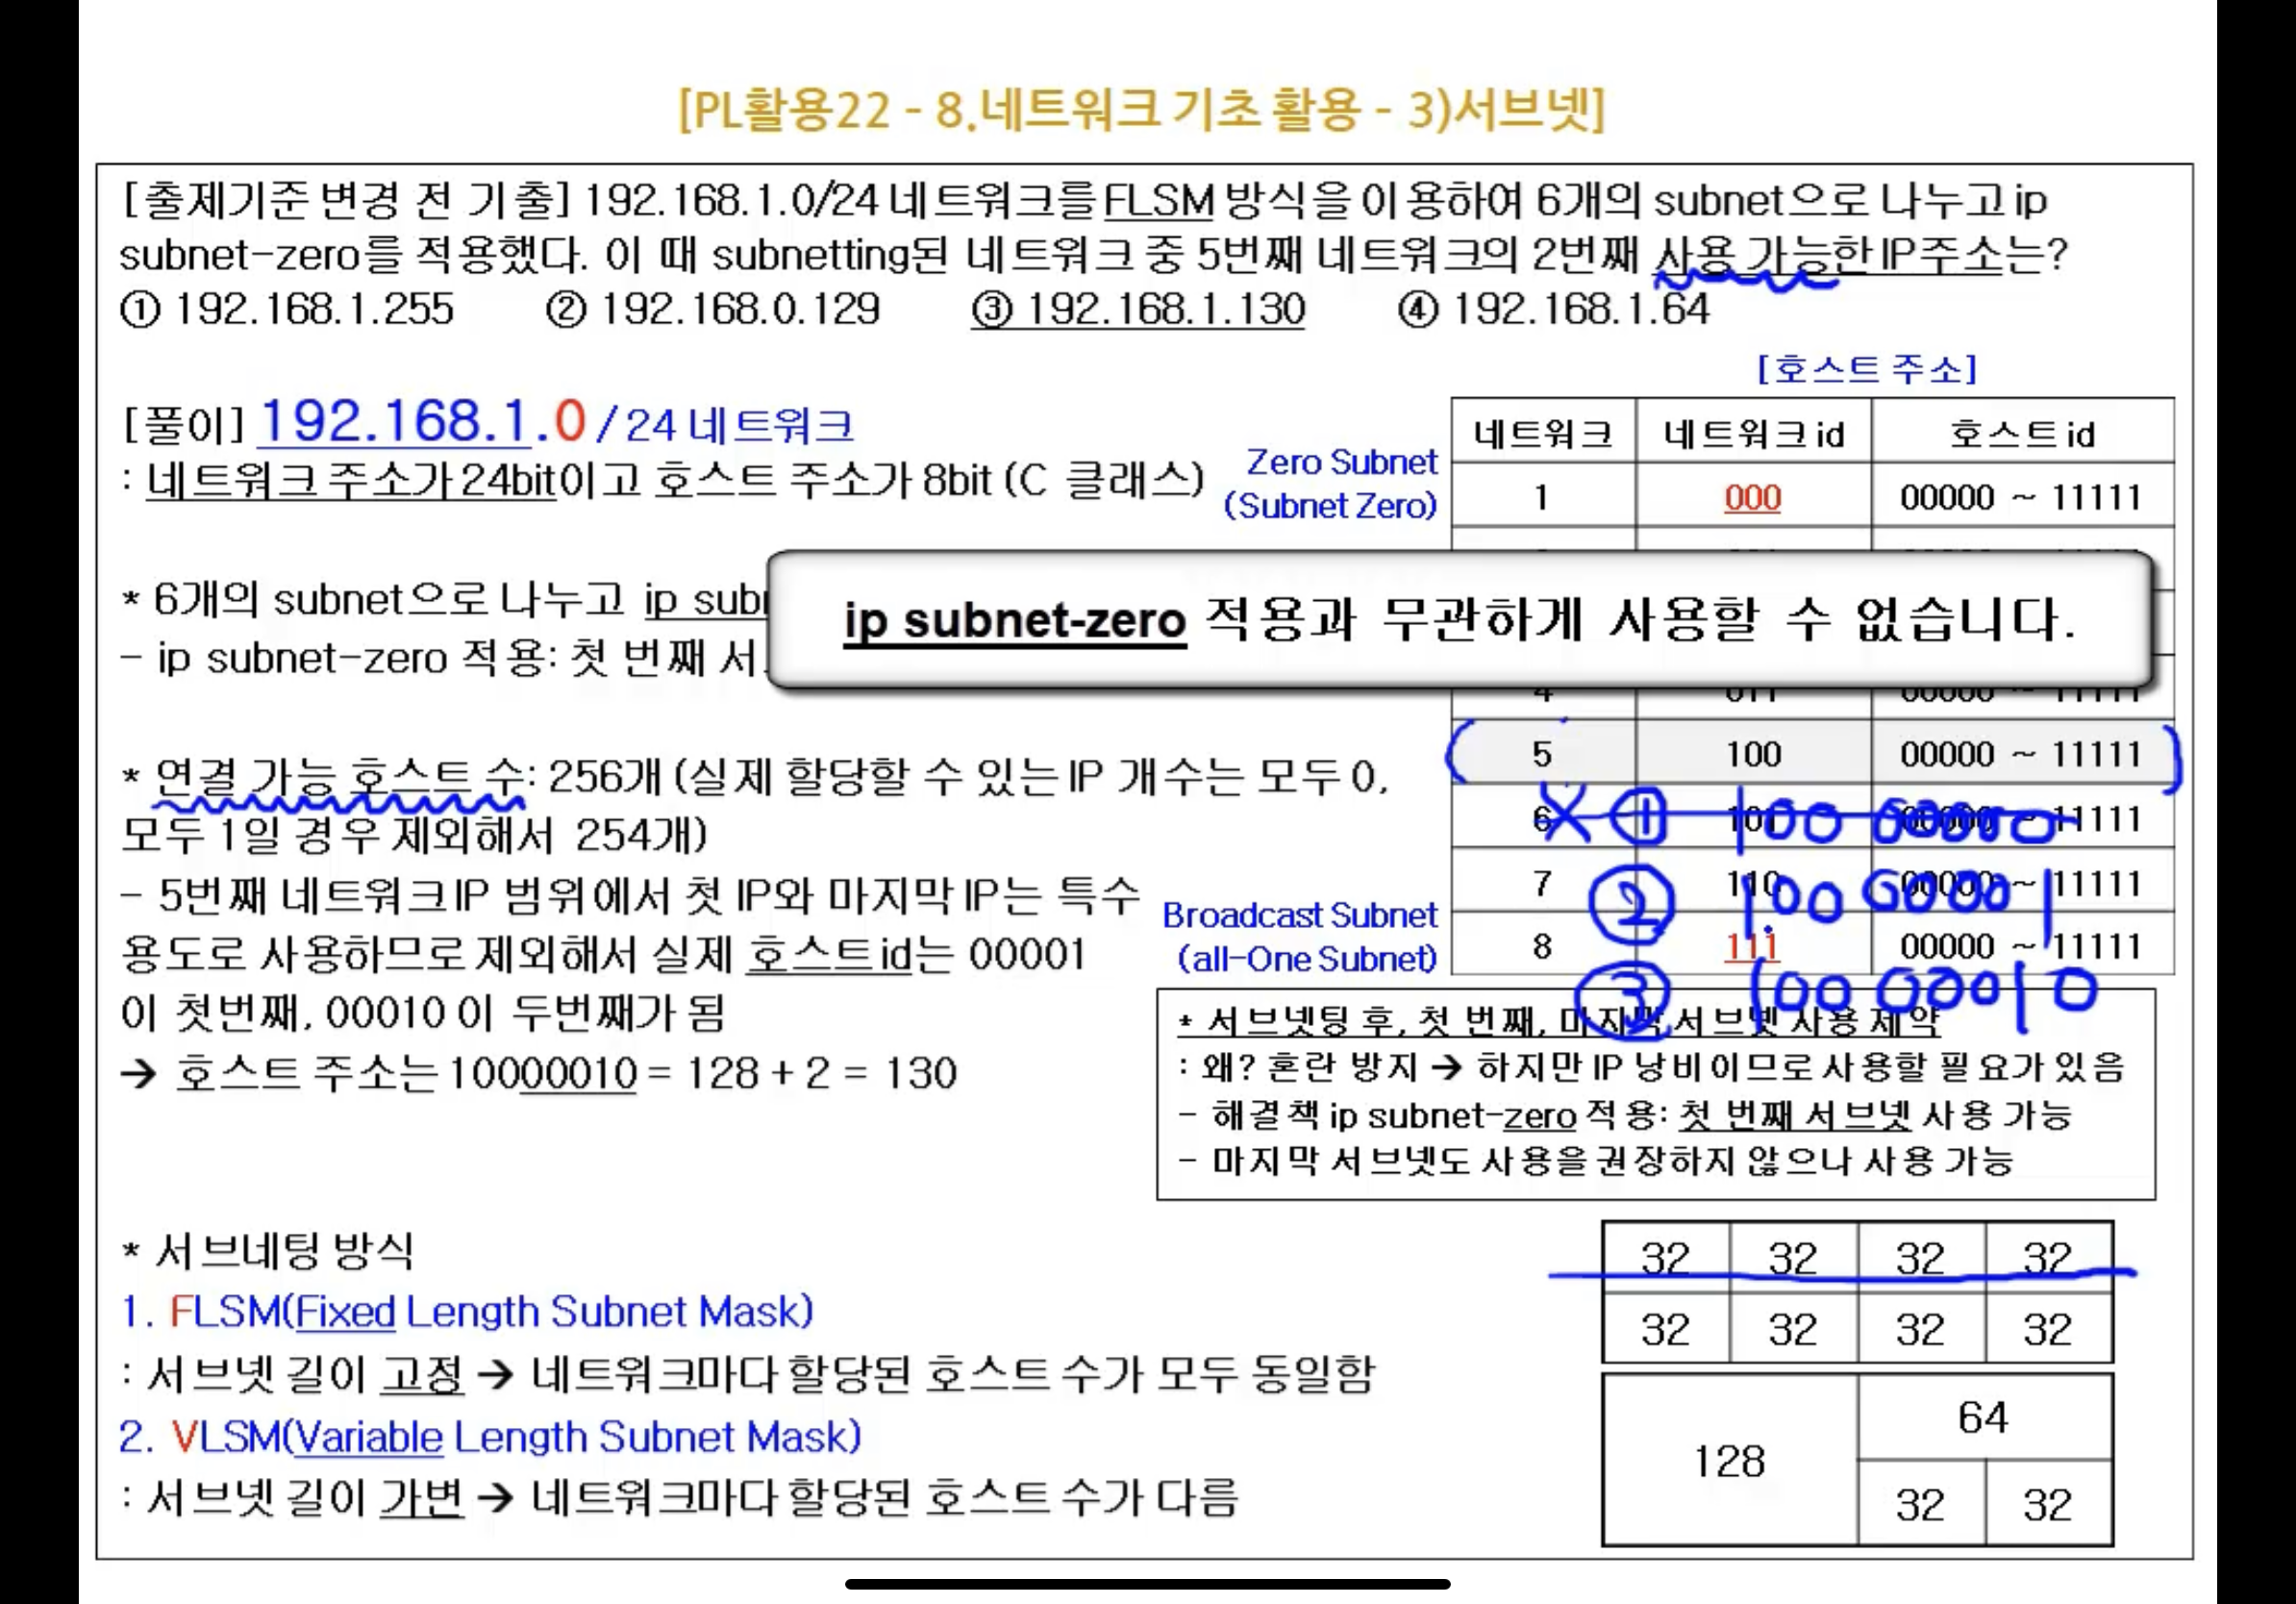 [PL활용22 - 8.네트워크 기초 활용 - 3)서브넷]
[출제기준 변경 전 기출] 192.168.1.0/24 네트워크를 FLSM 방식을 이용하여 6개의 subnet으로 나누고 ip
subnet-zero를 적용했다. 이 때 subnetting된 네트워크 중 5번째 네트워크의 2번째 사용 가능한 IP주소는?
① 192.168.1.255 ② 192.168.0.129 ③ 192.168.1.130 ④ 192.168.1.64
[풀이] 192.168.1.0 / 24 네트워크
: 네트워크 주소가 24bit이고 호스트 주소가 8bit (C 클래스)
* 6개의 subnet으로 나누고 ip
- ip subnet-zero 적용: 첫 번째
ip subnet-zero 적용과 무관하게 사용할 수 없습니다.
* 연결 가능 호스트 수: 256개 (실제 할당할 수 있는 IP 개수는 모두 0,
모두 1일 경우 제외해서 254개)
- 5번째 네트워크 IP 범위에서 첫 IP와 마지막 IP는 특수
용도로 사용하므로 제외해서 실제 호스트 id는 00001
이 첫번째, 00010 이 두번째가 됨
→ 호스트 주소는 10000010 = 128 + 2 = 130
[호스트 주소]
네트워크 네트워크 id 호스트 id
Zero Subnet
(Subnet Zero)
1 000 00000 ~ 11111
4 011 00000 ~ 11111
5 100 00000 ~ 11111
6 101 00000 ~ 11111
① 100 00000
7 110 00000 ~ 11111
② 100 00001
Broadcast Subnet
(all-One Subnet)
8 111 00000 ~ 11111
③ 100 00010
* 서브넷팅 후, 첫 번째, 마지막 서브넷 사용 제약
: 왜? 혼란 방지 → 하지만 IP 낭비이므로 사용할 필요가 있음
- 해결책 ip subnet-zero 적용: 첫 번째 서브넷 사용 가능
- 마지막 서브넷도 사용을 권장하지 않으나 사용 가능
* 서브네팅 방식
1. FLSM(Fixed Length Subnet Mask)
: 서브넷 길이 고정 → 네트워크마다 할당된 호스트 수가 모두 동일함
2. VLSM(Variable Length Subnet Mask)
: 서브넷 길이 가변 → 네트워크마다 할당된 호스트 수가 다름
32 32 32 32
32 32 32 32
128 64
32 32